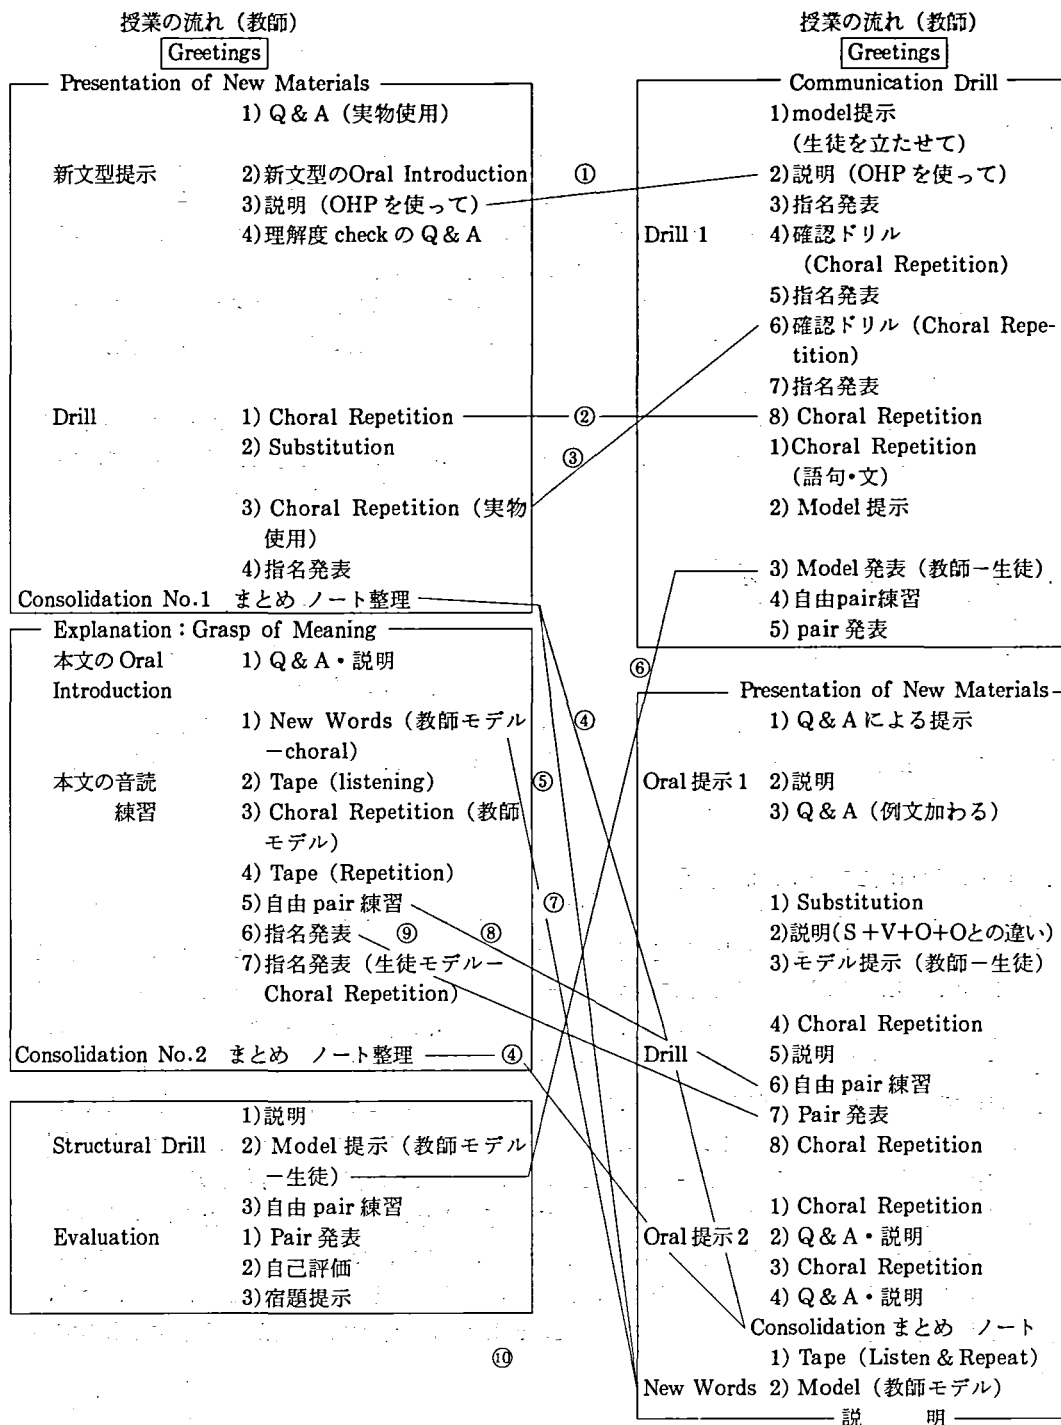 授業の流れ（教師）
Greetings
Presentation of New Materials
1) Q & A（実物使用）
新文型提示 2)新文型のOral Introduction
3)説明（OHPを使って）
4)理解度 check の Q & A
Drill 1) Choral Repetition
2) Substitution
3) Choral Repetition（実物
使用）
4)指名発表
Consolidation No.1 まとめ ノート整理
Explanation：Grasp of Meaning
本文の Oral 1) Q & A・説明
Introduction
1) New Words（教師モデル
－choral）
本文の音読 2) Tape（listening）
練習 3) Choral Repetition（教師
モデル）
4) Tape（Repetition）
5)自由 pair 練習
6)指名発表
7)指名発表（生徒モデル－
Choral Repetition）
Consolidation No.2 まとめ ノート整理
1)説明
Structural Drill 2) Model 提示（教師モデル
－生徒）
3)自由 pair 練習
Evaluation 1) Pair 発表
2)自己評価
3)宿題提示
①
②
③
④
⑤
⑥
⑦
⑨ ⑧
④
⑩
授業の流れ（教師）
Greetings
Communication Drill
1)model提示
（生徒を立たせて）
2)説明（OHPを使って）
3)指名発表
Drill 1 4)確認ドリル
（Choral Repetition）
5)指名発表
6)確認ドリル（Choral Repe-
tition）
7)指名発表
8) Choral Repetition
1)Choral Repetition
（語句・文）
2) Model 提示
3) Model 発表（教師－生徒）
4)自由pair練習
5) pair 発表
Presentation of New Materials
1) Q & A による提示
Oral 提示 1 2)説明
3) Q & A（例文加わる）
1) Substitution
2)説明（S＋V＋O＋Oとの違い）
3)モデル提示（教師－生徒）
4) Choral Repetition
Drill 5)説明
6)自由 pair 練習
7) Pair 発表
8) Choral Repetition
1) Choral Repetition
Oral 提示 2 2) Q & A・説明
3) Choral Repetition
4) Q & A・説明
Consolidation まとめ ノート
1) Tape（Listen & Repeat）
New Words 2) Model（教師モデル）
説 明